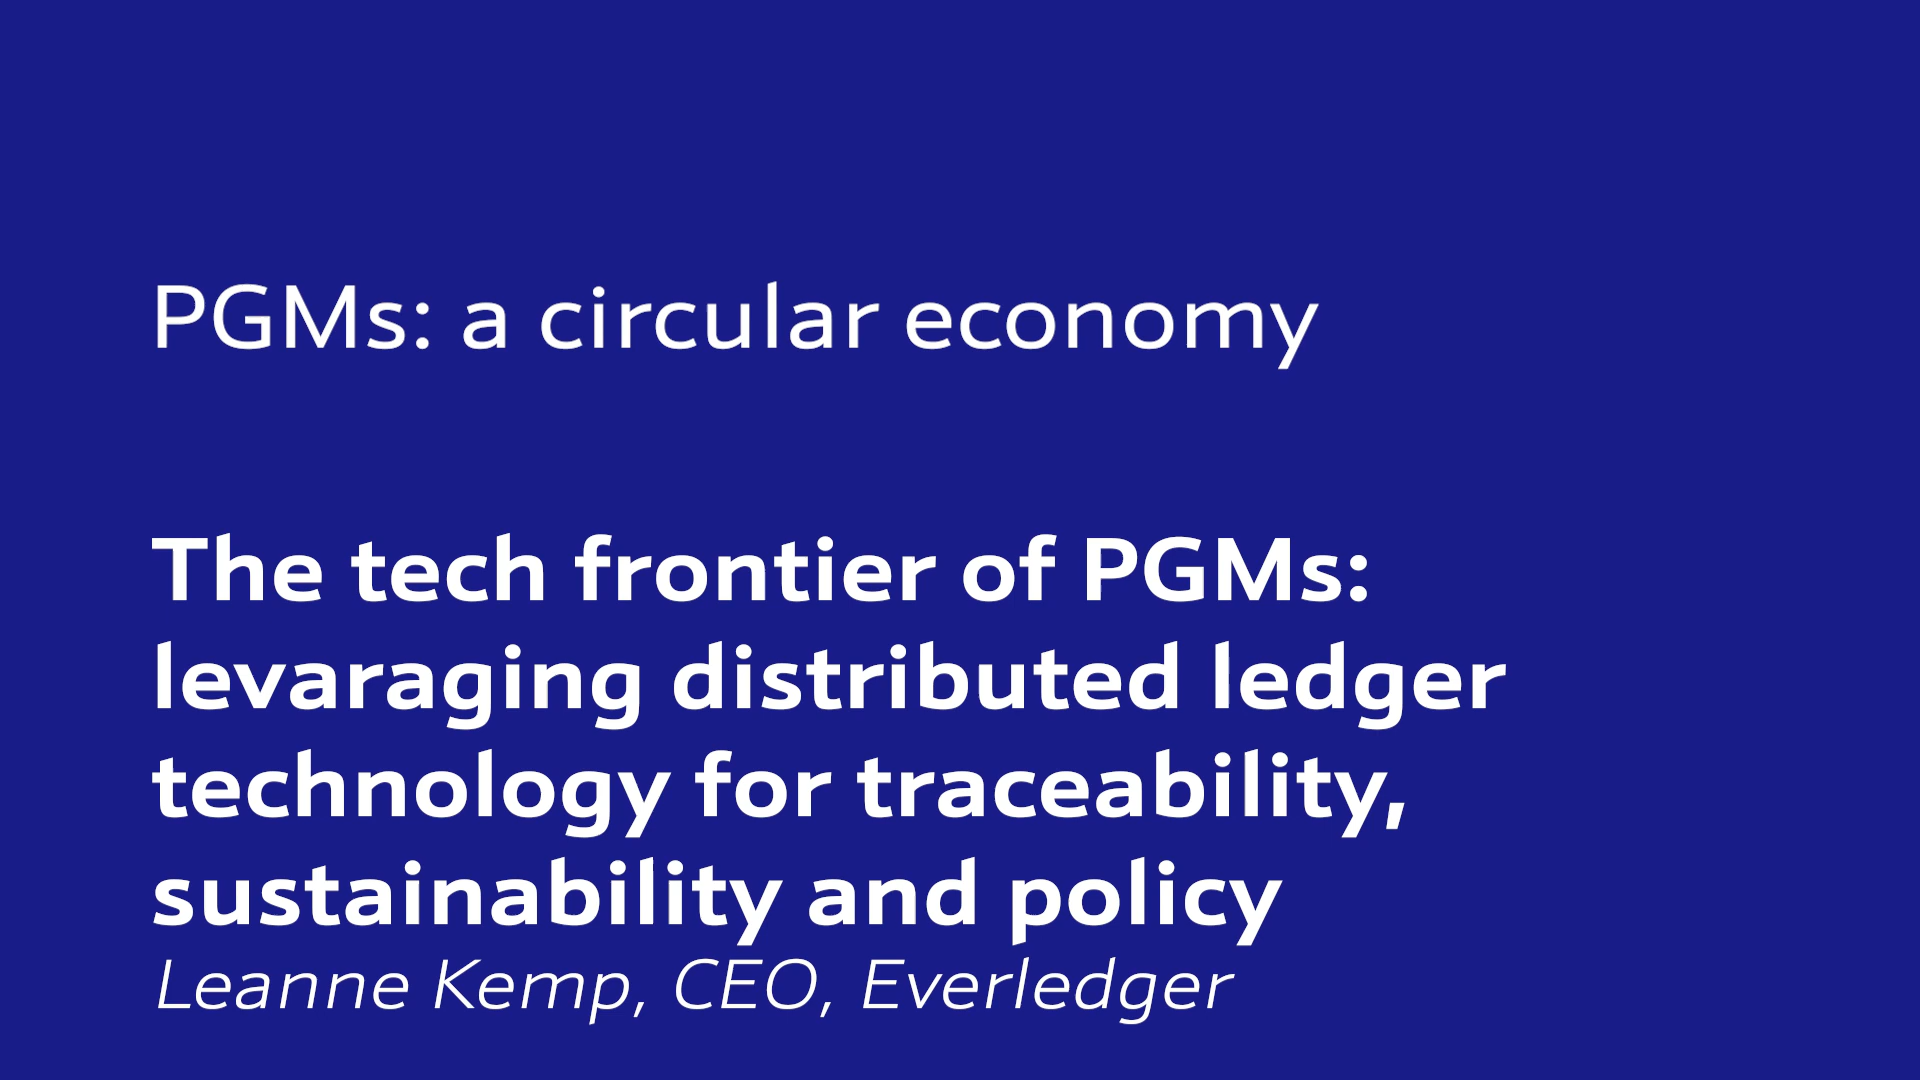 PGMs: a circular economy
The tech frontier of PGMs:
levaraging distributed ledger
technology for traceability,
sustainability and policy
Leanne Kemp, CEO, Everledger